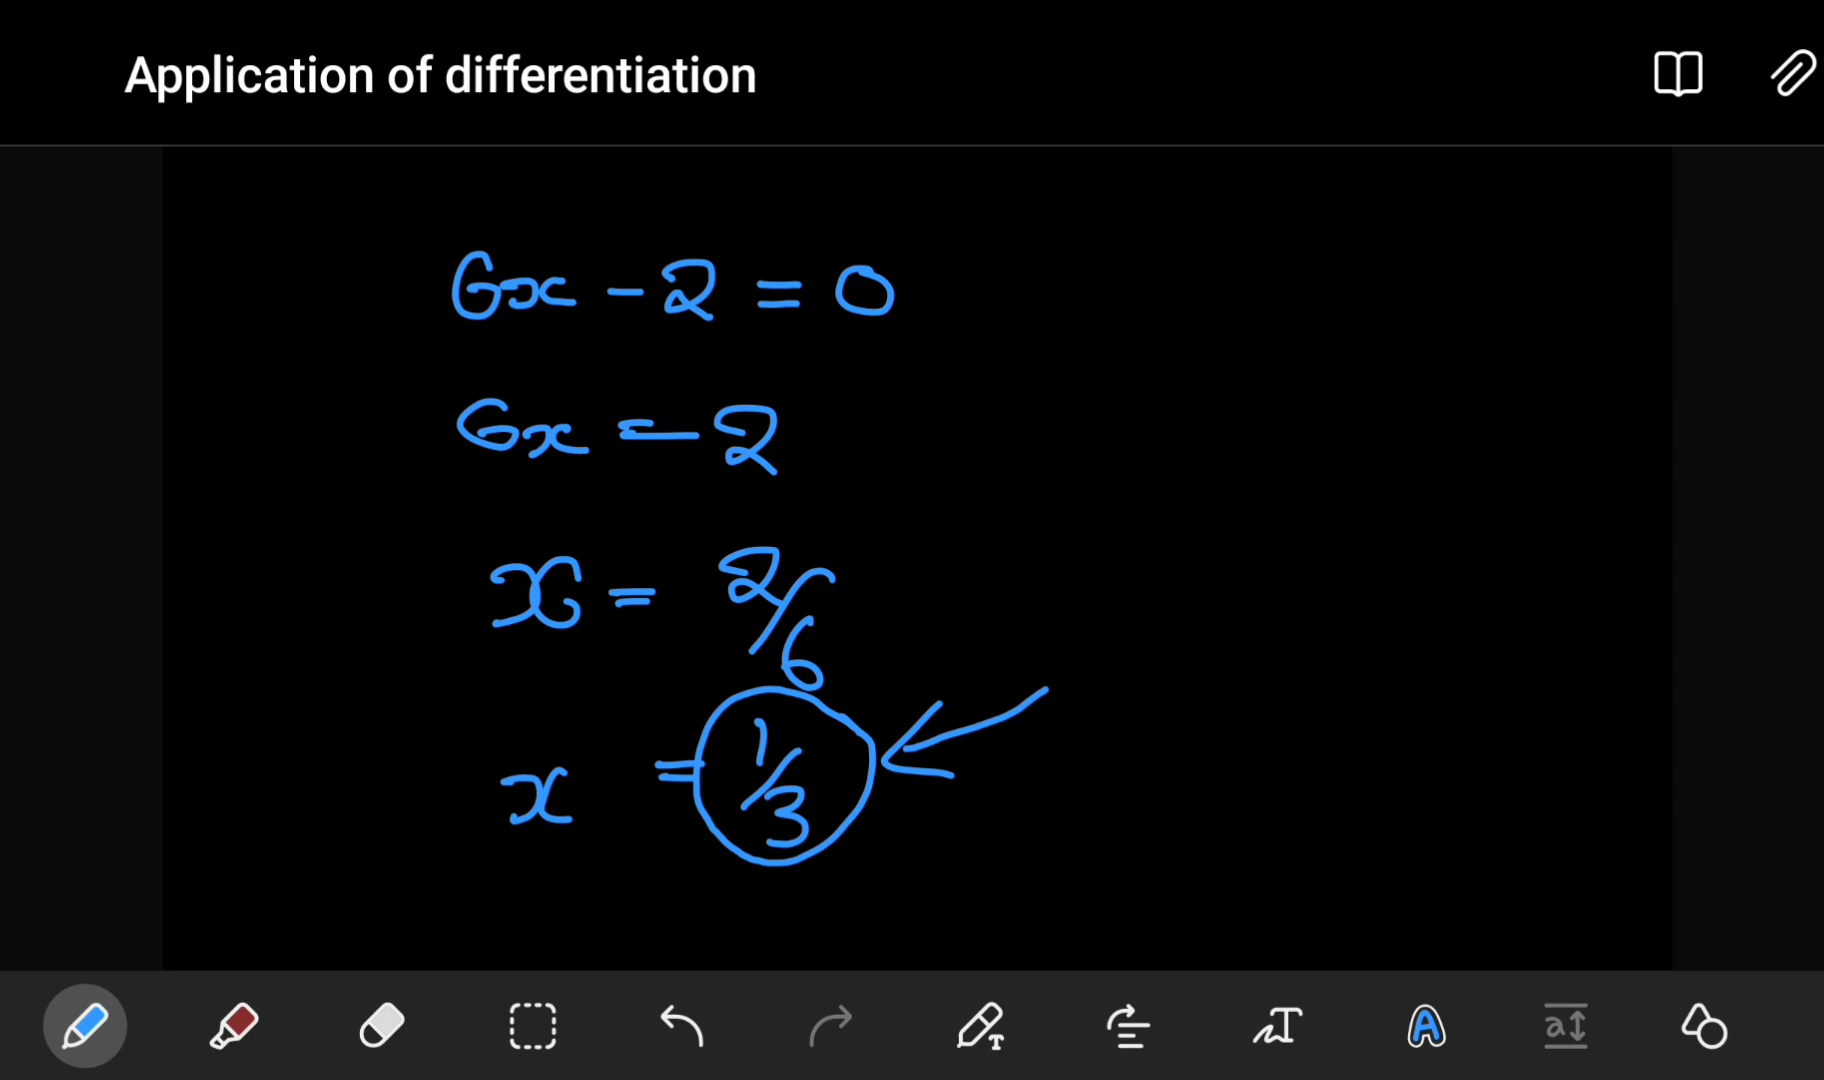 Application of differentiation
6x - 2 = 0
6x = 2
x = 2/6
x = 1/3